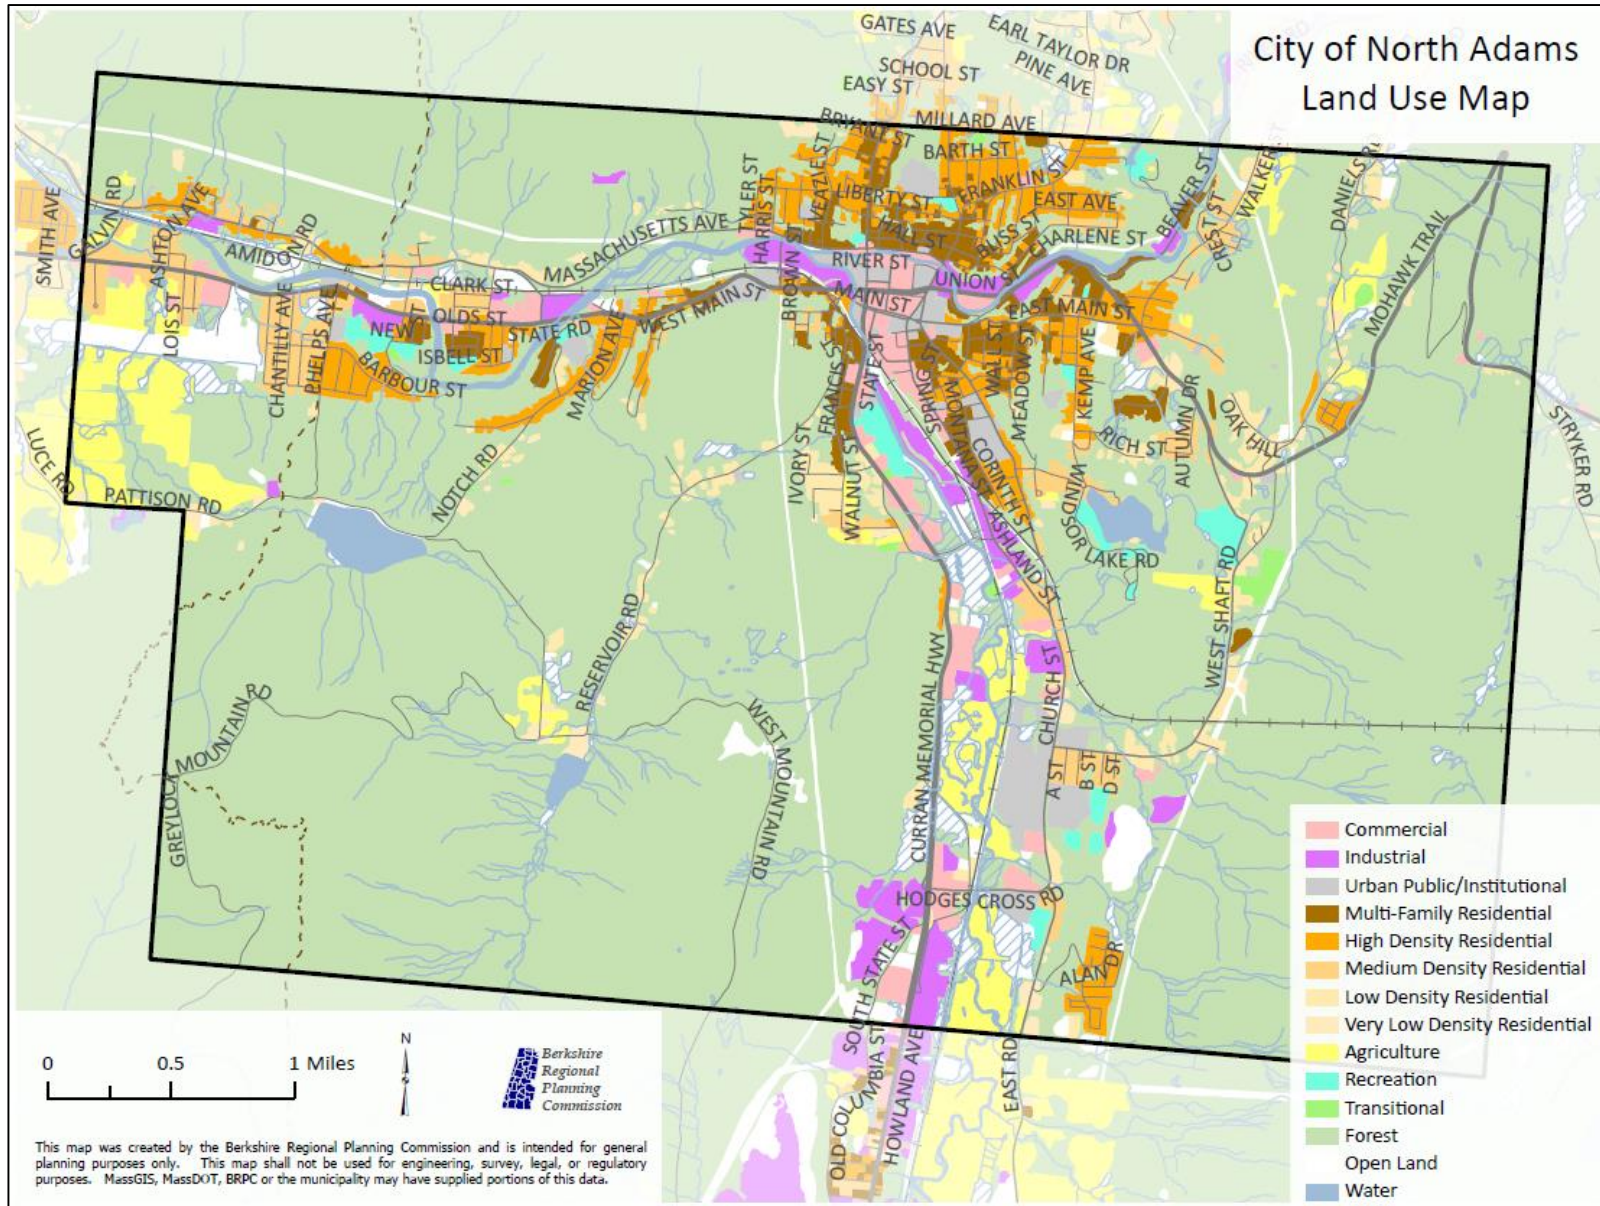 City of North Adams
Land Use Map
GATES AVE
EARL TAYLOR DR
PINE AVE
SCHOOL ST
EASY ST
MILLARD AVE
BRYANT ST
BARTH ST
TYLER ST
HARRIS ST
VEAZIE ST
LIBERTY ST
FRANKLIN ST
EAST AVE
HALL ST
BLISS ST
CHARLENE ST
BEAVER ST
CREST ST
WALKER ST
DANIELS RD
MOHAWK TRAIL
SMITH AVE
GALVIN RD
ASHTON AVE
AMIDON RD
MASSACHUSETTS AVE
BROWN ST
RIVER ST
UNION ST
MAIN ST
EAST MAIN ST
CLARK ST
OLDS ST
STATE RD
WEST MAIN ST
LOIS ST
CHANTILLY AVE
PHELPS AVE
NEW
ISBELL ST
BARBOUR ST
MARION AVE
FRANCIS ST
STATE ST
SPRING ST
WALL ST
MEADOW ST
KEMP AVE
AUTUMN DR
OAK HILL
RICH ST
STRYKER RD
LUCE RD
PATTISON RD
NOTCH RD
IVORY ST
WALNUT ST
MONTANA ST
CORINTH ST
ASHLAND ST
WINDSOR LAKE RD
WEST SHAFT RD
RESERVOIR RD
CURRAN MEMORIAL HWY
CHURCH ST
GREYLOCK MOUNTAIN RD
WEST MOUNTAIN RD
A ST
B ST
D ST
HODGES CROSS RD
SOUTH STATE ST
ALAN DR
OLD COLUMBIA ST
HOWLAND AVE
EAST RD
Commercial
Industrial
Urban Public/Institutional
Multi-Family Residential
High Density Residential
Medium Density Residential
Low Density Residential
Very Low Density Residential
Agriculture
Recreation
Transitional
Forest
Open Land
Water
0 0.5 1 Miles
N
Berkshire
Regional
Planning
Commission
This map was created by the Berkshire Regional Planning Commission and is intended for general
planning purposes only. This map shall not be used for engineering, survey, legal, or regulatory
purposes. MassGIS, MassDOT, BRPC or the municipality may have supplied portions of this data.